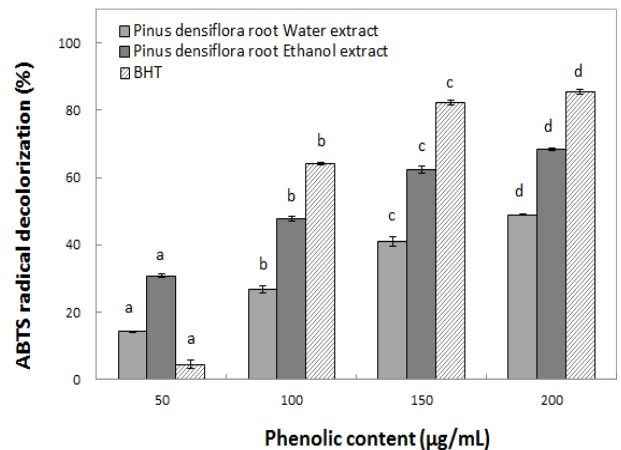 Pinus densiflora root Water extract
Pinus densiflora root Ethanol extract
BHT
ABTS radical decolorization (%)
100
80
60
40
20
0
a
a
a
b
b
b
c
c
c
d
d
d
50
100
150
200
Phenolic content (μg/mL)